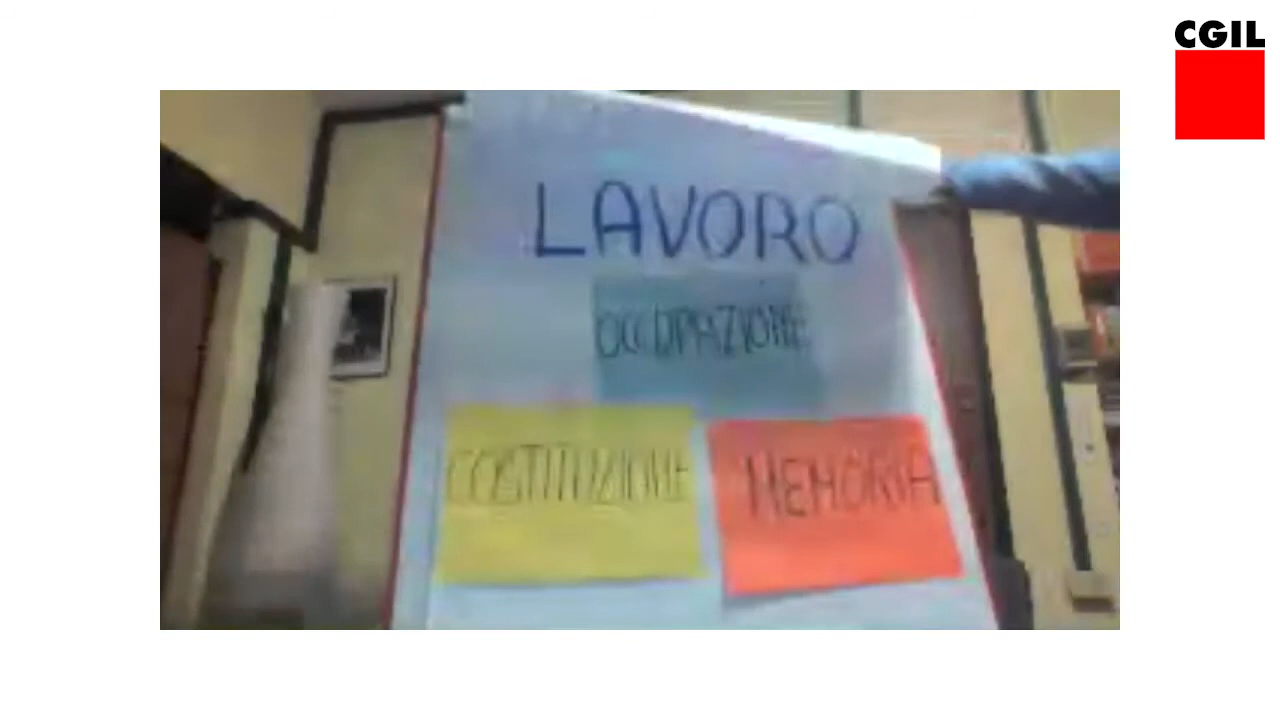 CGIL
LAVORO
OCCUPAZIONE
COSTITUZIONE
MEMORIA